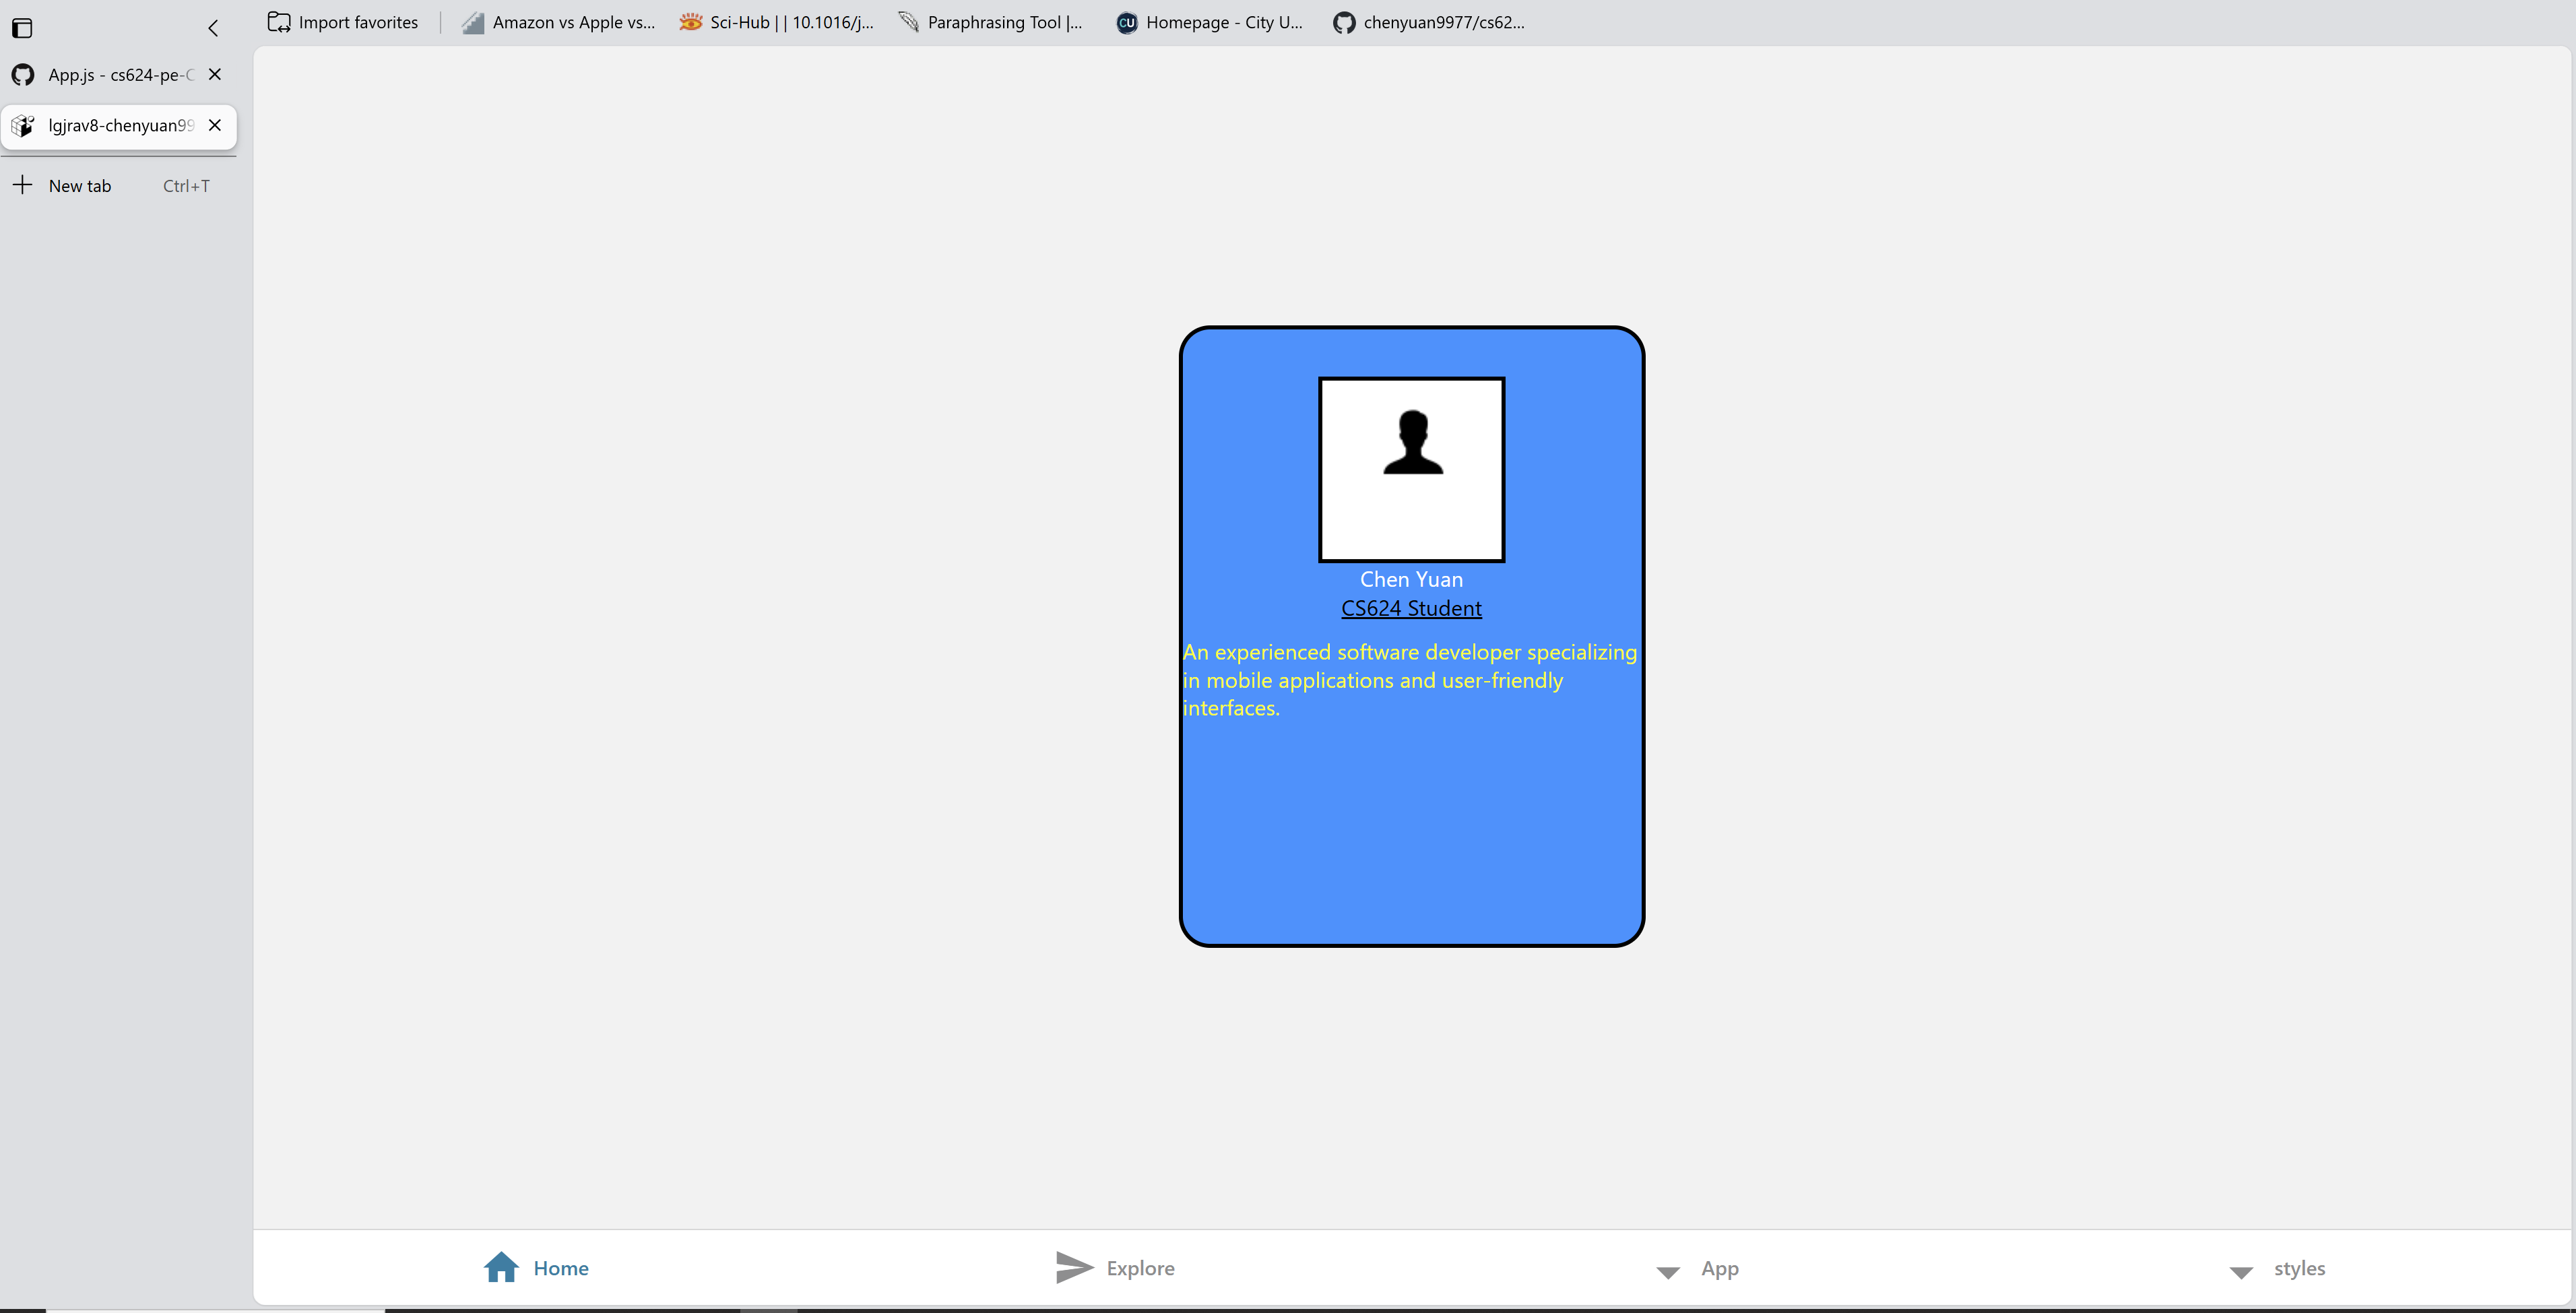 Import favorites
Amazon vs Apple vs...
Sci-Hub | | 10.1016/j...
Paraphrasing Tool |...
CU
Homepage - City U...
chenyuan9977/cs62...
App.js - cs624-pe-C
lgjrav8-chenyuan99
New tab Ctrl+T
Chen Yuan
CS624 Student
An experienced software developer specializing
in mobile applications and user-friendly
interfaces.
Home
Explore
App
styles